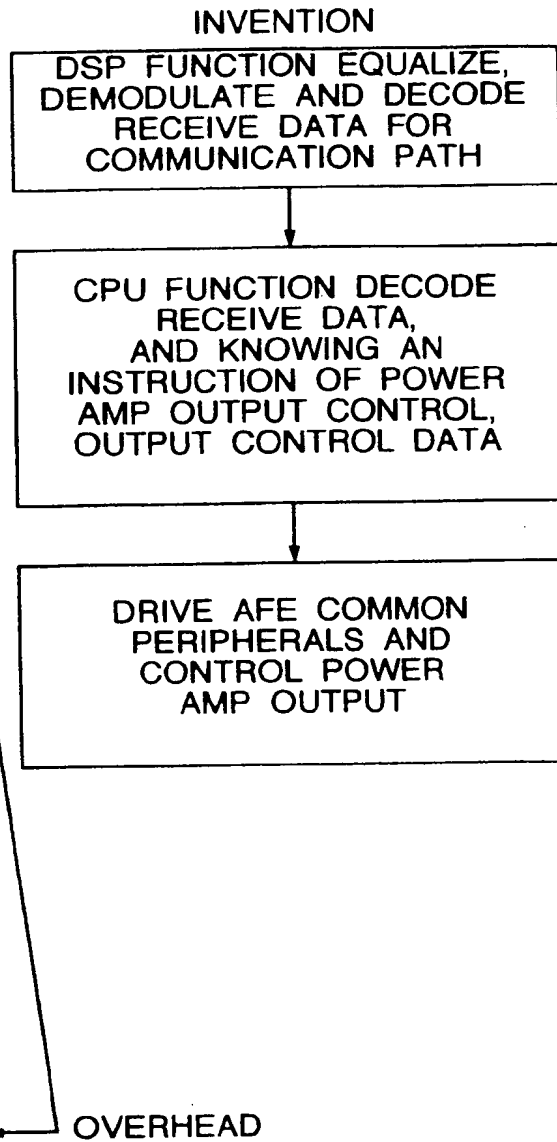 INVENTION
DSP FUNCTION EQUALIZE,
DEMODULATE AND DECODE
RECEIVE DATA FOR
COMMUNICATION PATH
CPU FUNCTION DECODE
RECEIVE DATA,
AND KNOWING AN
INSTRUCTION OF POWER
AMP OUTPUT CONTROL,
OUTPUT CONTROL DATA
DRIVE AFE COMMON
PERIPHERALS AND
CONTROL POWER
AMP OUTPUT
OVERHEAD